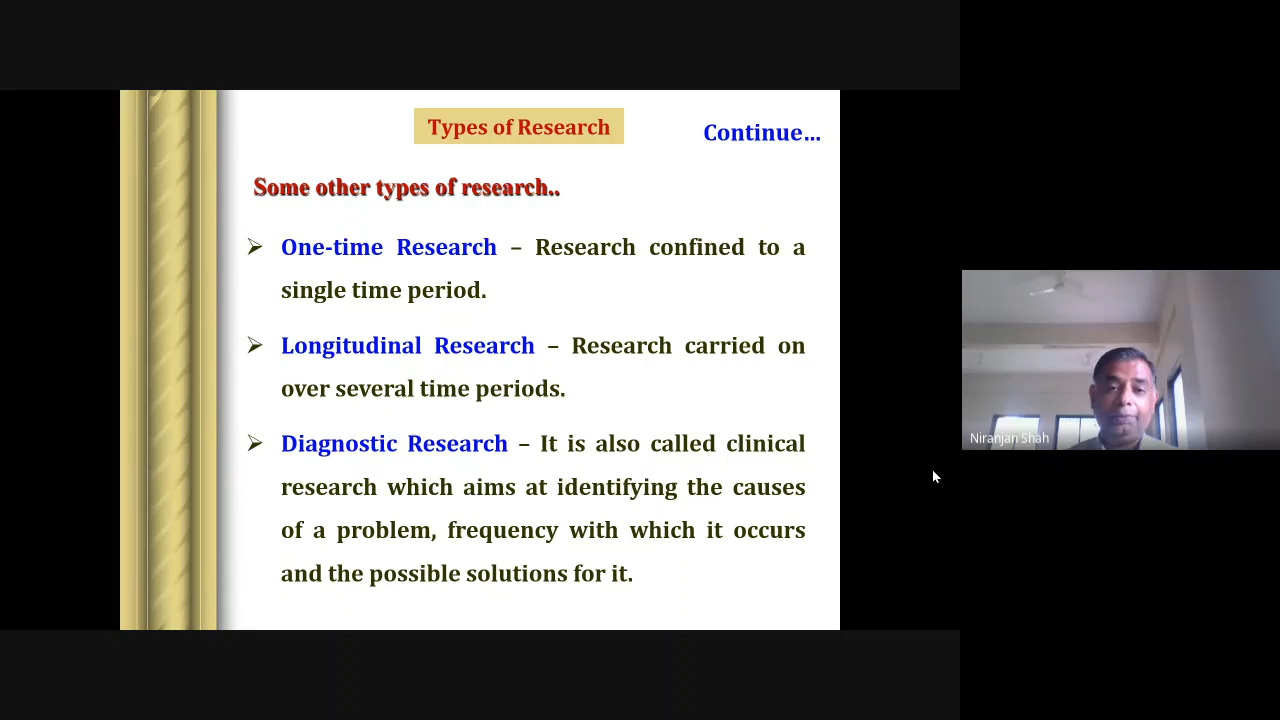 Types of Research
Continue...
Some other types of research..
➢ One-time Research – Research confined to a
single time period.
➢ Longitudinal Research – Research carried on
over several time periods.
➢ Diagnostic Research – It is also called clinical
research which aims at identifying the causes
of a problem, frequency with which it occurs
and the possible solutions for it.
Niranjan Shah